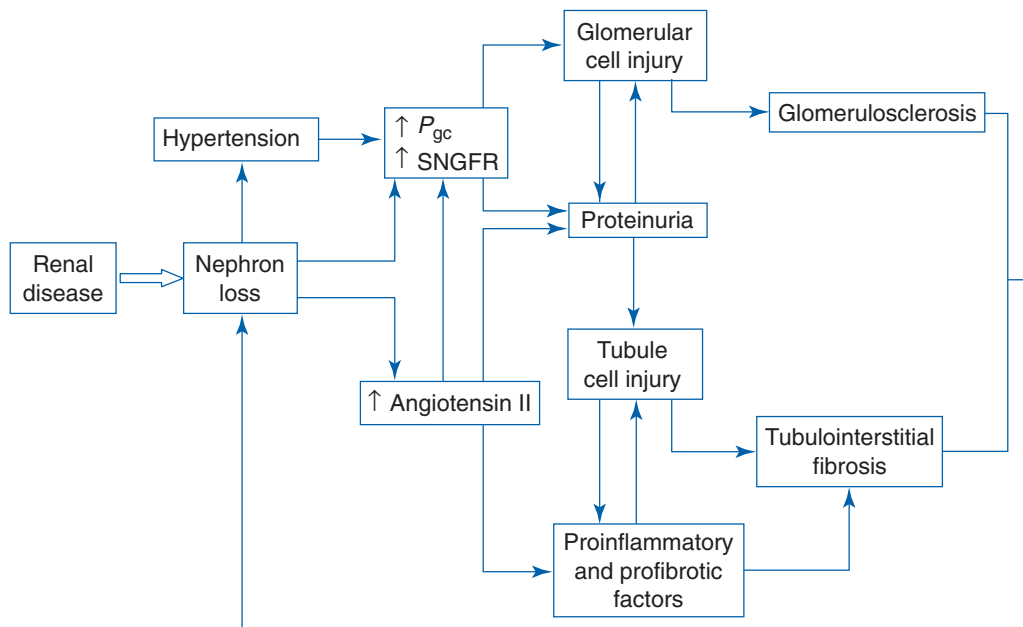 Glomerular
cell injury
Glomerulosclerosis
Hypertension
↑ Pgc
↑ SNGFR
Proteinuria
Renal
disease
Nephron
loss
Tubule
cell injury
↑ Angiotensin II
Tubulointerstitial
fibrosis
Proinflammatory
and profibrotic
factors